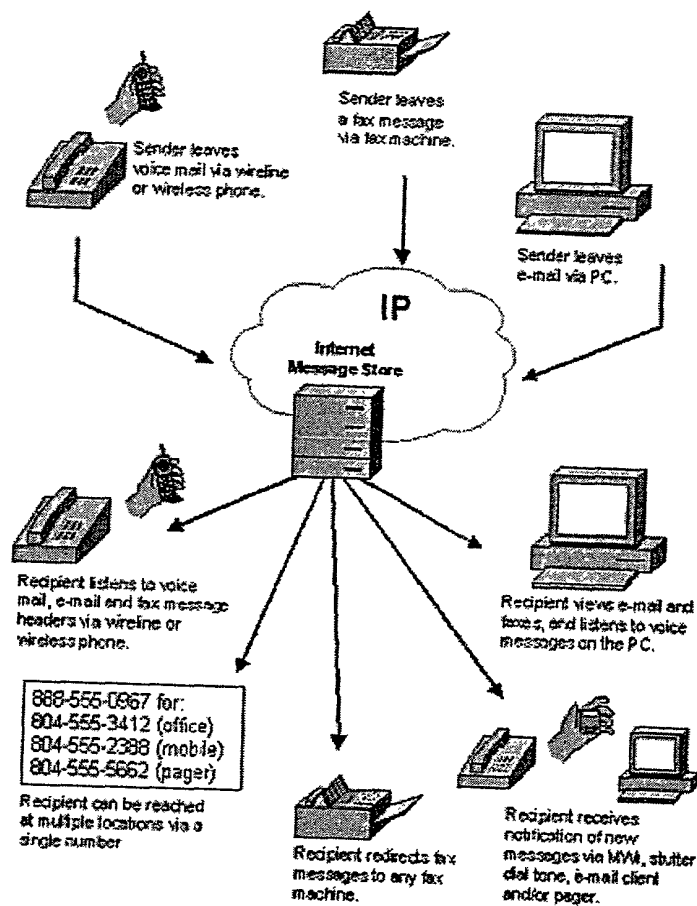 Sender leaves
a fax message
via fax machine.
Sender leaves
voice mail via wireline
or wireless phone.
Sender leaves
e-mail via PC.
IP
Internet
Message Store
Recipient listens to voice
mail, e-mail and fax message
headers via wireline or
wireless phone.
Recipient views e-mail and
faxes, and listens to voice
messages on the PC.
888-555-0967 for:
804-555-3412 (office)
804-555-2388 (mobile)
804-555-5662 (pager)
Recipient can be reached
at multiple locations via a
single number
Recipient redirects fax
messages to any fax
machine.
Recipient receives
notification of new
messages via MWI, stutter
dial tone, e-mail client
and/or pager.